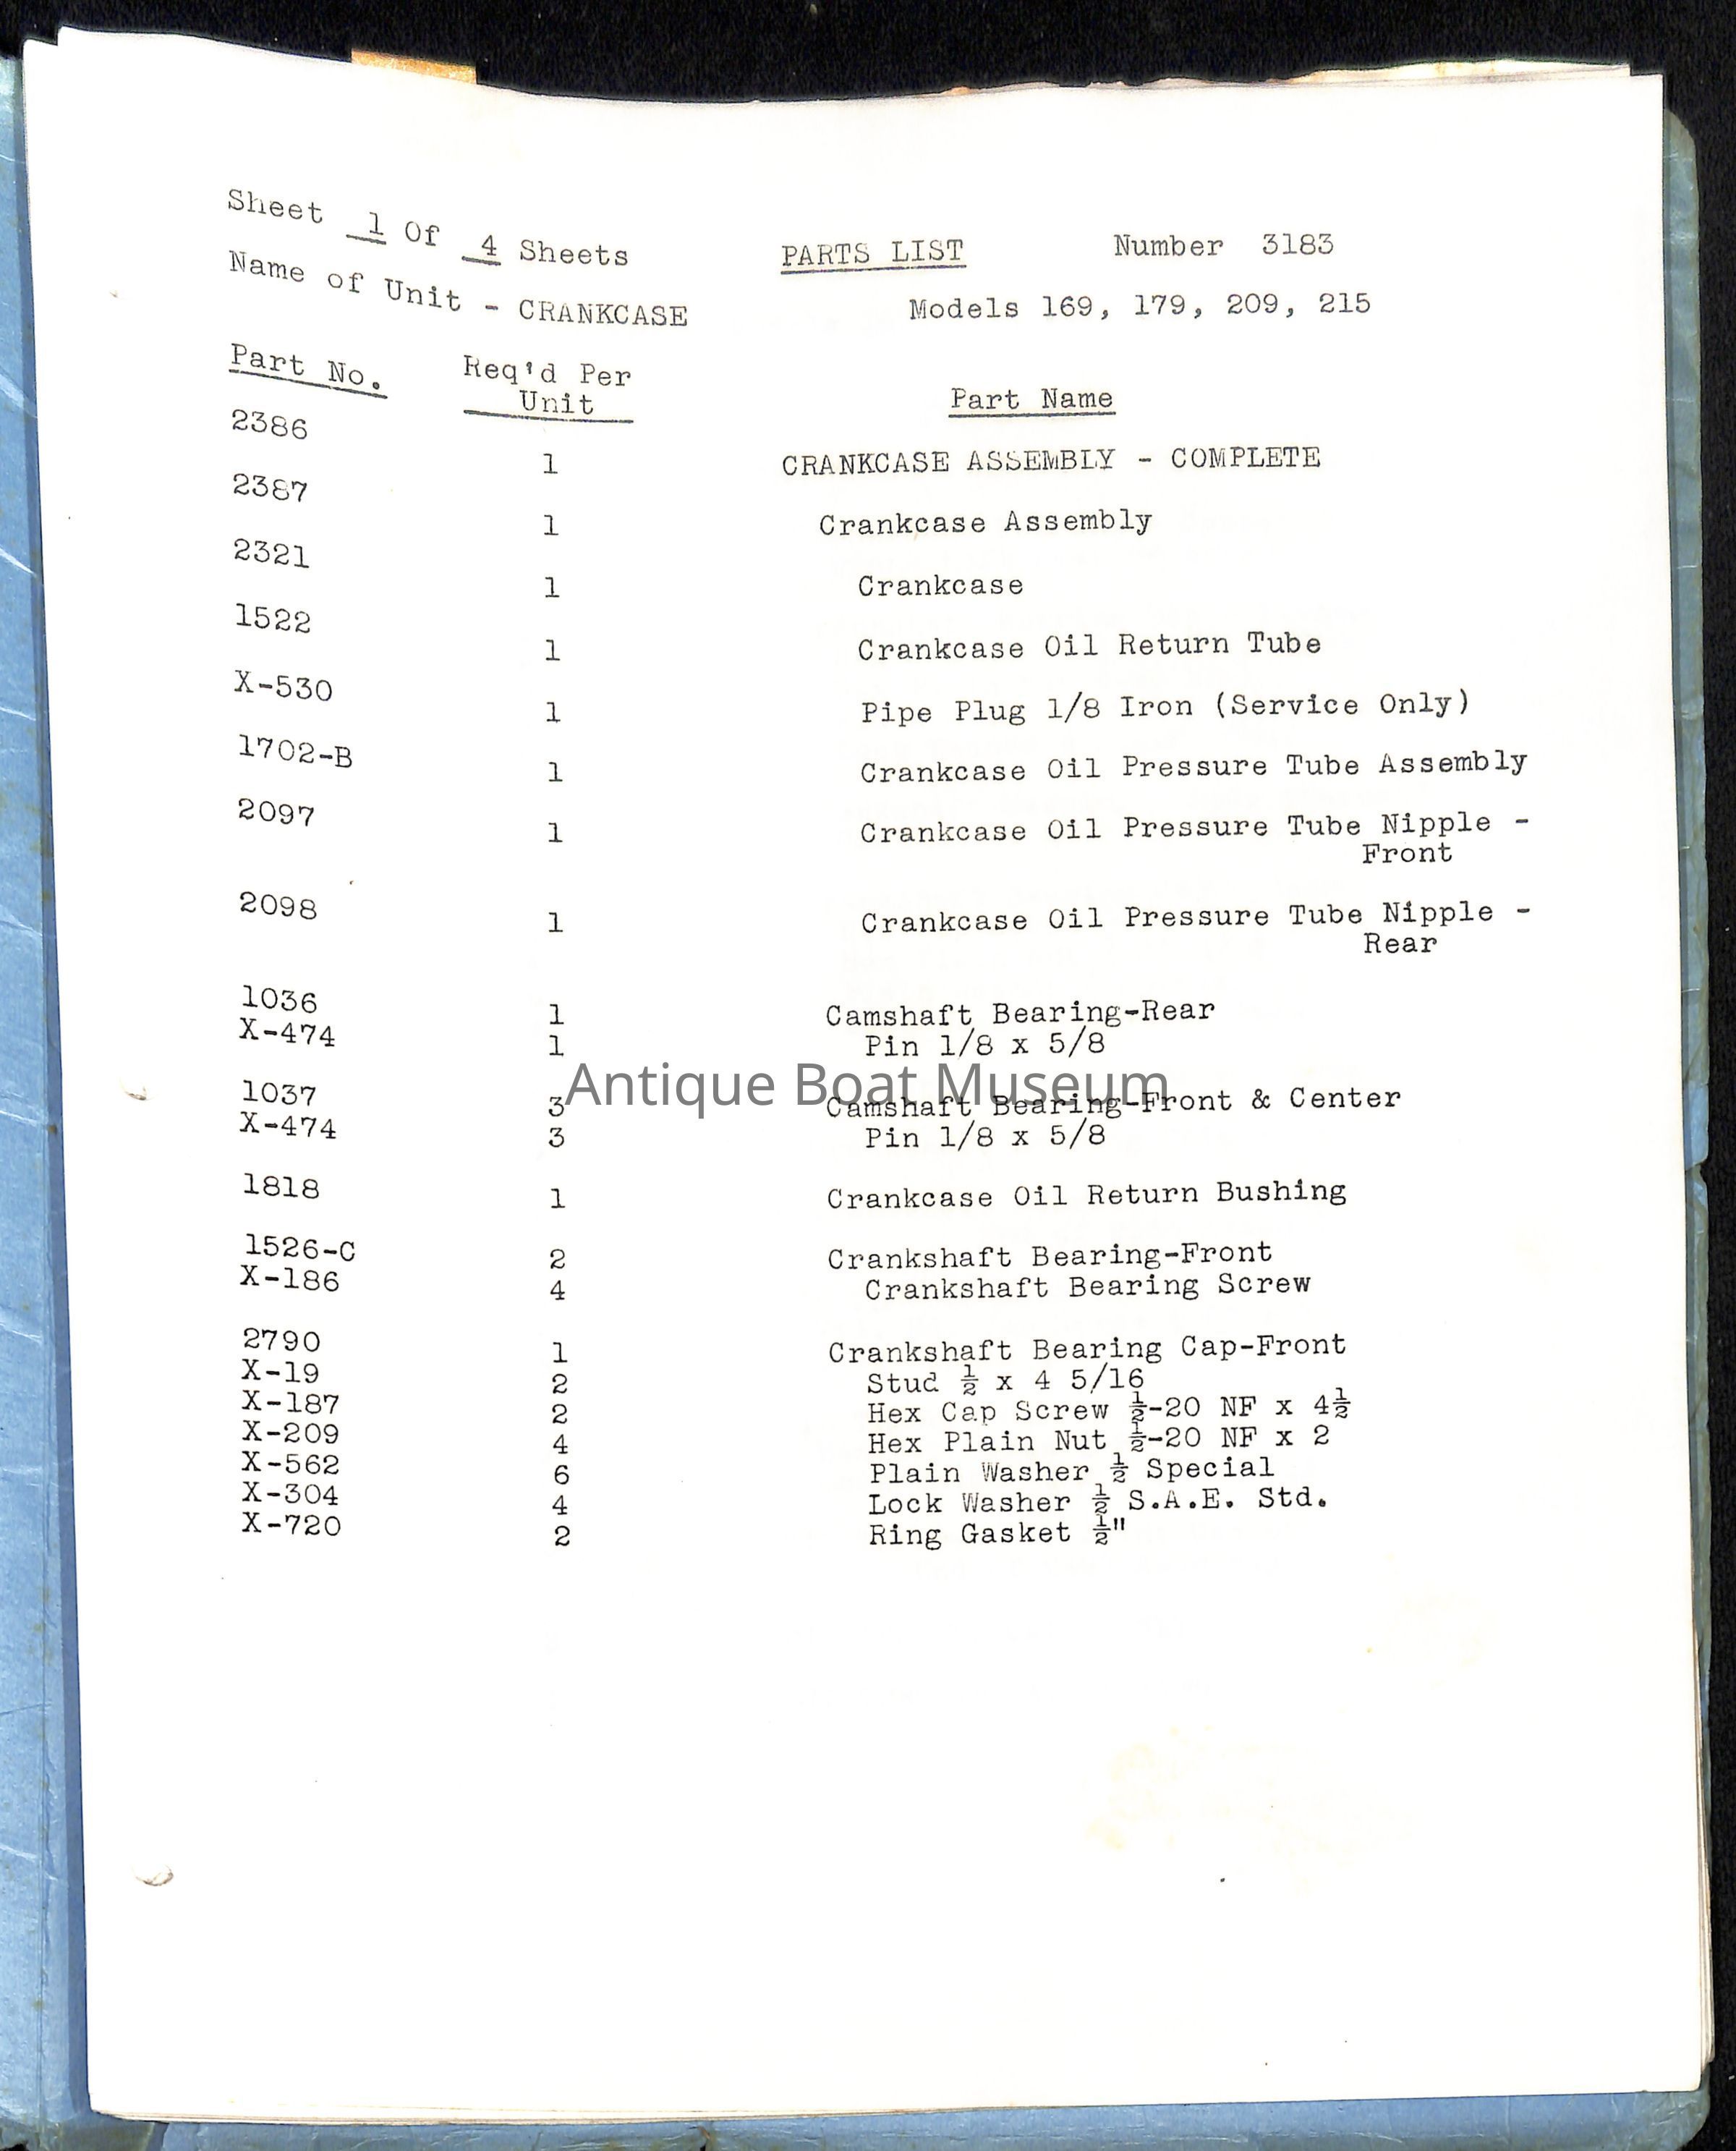 Sheet 1 Of 4 Sheets PARTS LIST Number 3183
Name of Unit - CRANKCASE Models 169, 179, 209, 215
Part No. Req'd Per
Unit Part Name
2386 1 CRANKCASE ASSEMBLY - COMPLETE
2387 1 Crankcase Assembly
2321 1 Crankcase
1522 1 Crankcase Oil Return Tube
X-530 1 Pipe Plug 1/8 Iron (Service Only)
1702-B 1 Crankcase Oil Pressure Tube Assembly
2097 1 Crankcase Oil Pressure Tube Nipple -
Front
2098 1 Crankcase Oil Pressure Tube Nipple -
Rear
1036 1 Camshaft Bearing-Rear
X-474 1 Pin 1/8 x 5/8
Antique Boat Museum
1037 3 Camshaft Bearing-Front & Center
X-474 3 Pin 1/8 x 5/8
1818 1 Crankcase Oil Return Bushing
1526-C 2 Crankshaft Bearing-Front
X-186 4 Crankshaft Bearing Screw
2790 1 Crankshaft Bearing Cap-Front
X-19 2 Stud ½ x 4 5/16
X-187 2 Hex Cap Screw ½-20 NF x 4½
X-209 4 Hex Plain Nut ½-20 NF x 2
X-562 6 Plain Washer ½ Special
X-304 4 Lock Washer ½ S.A.E. Std.
X-720 2 Ring Gasket ½"